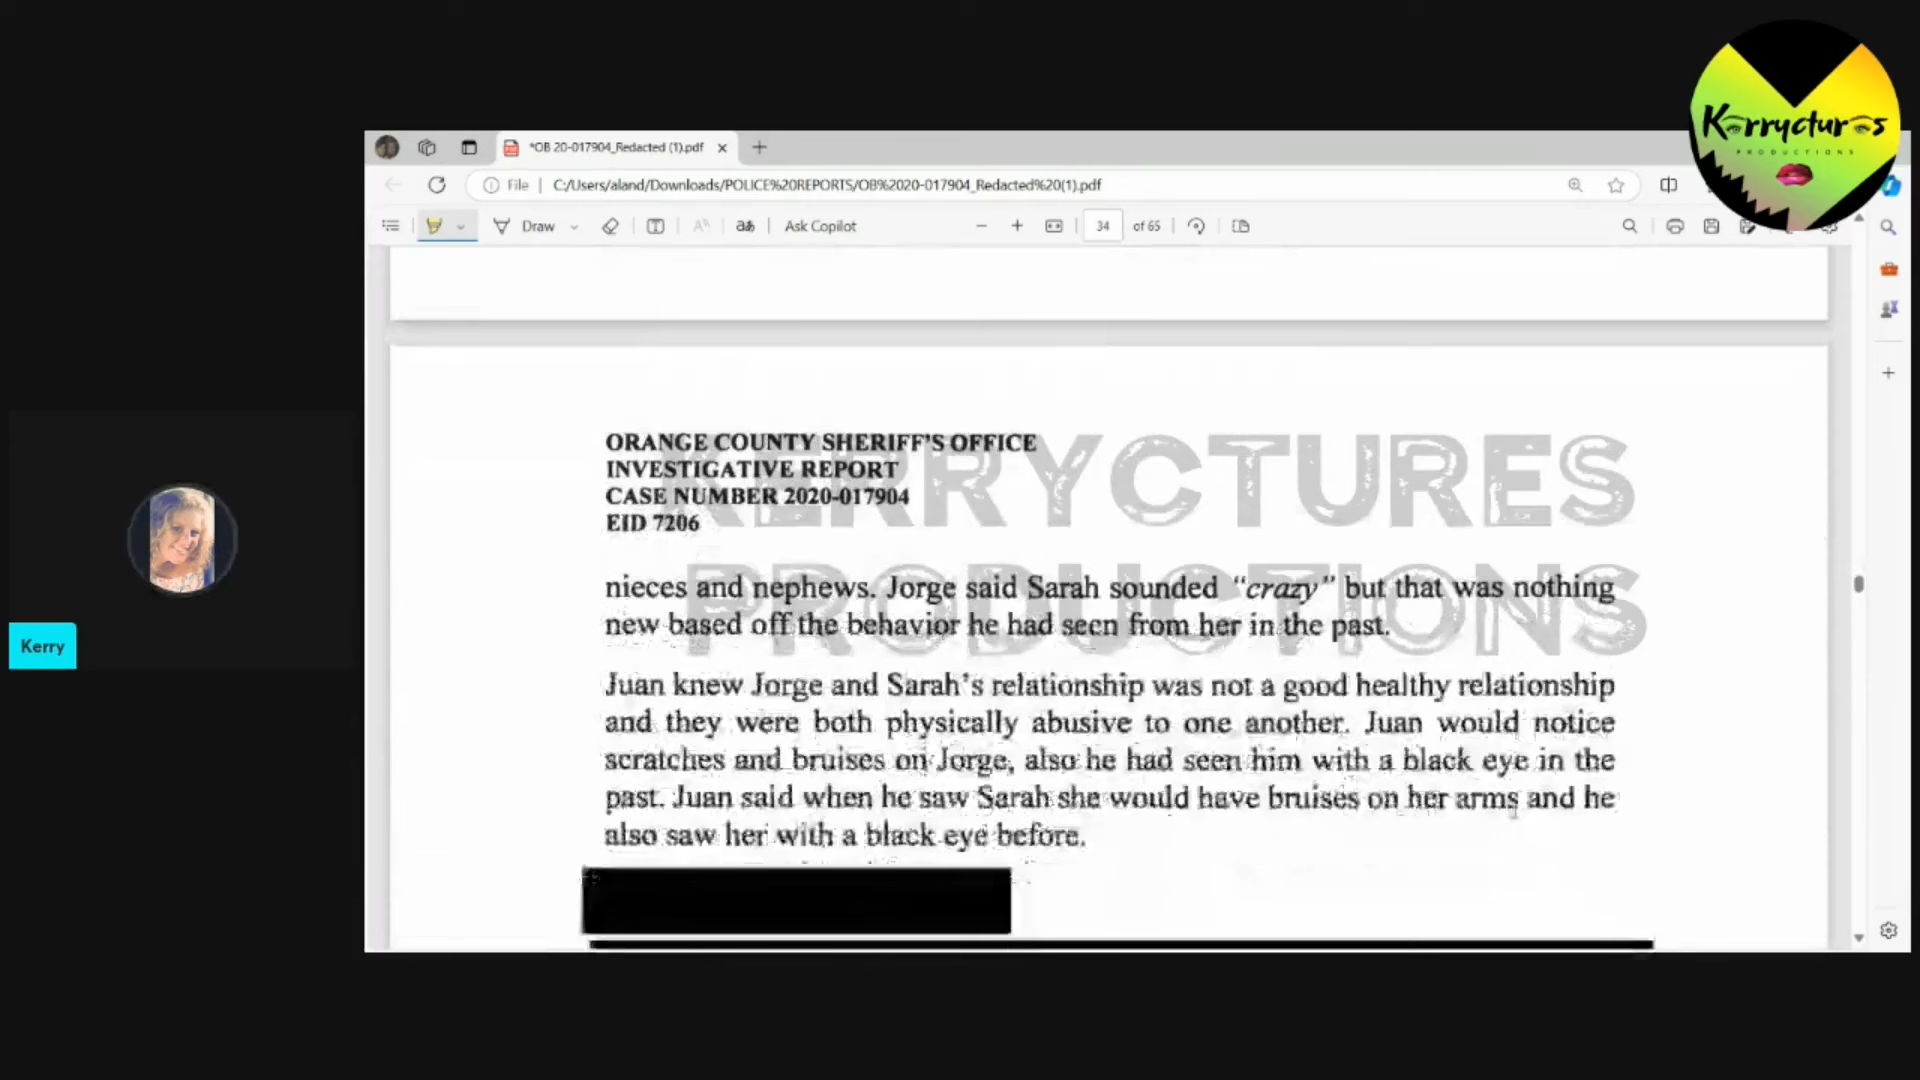 Kerryctures
PRODUCTIONS
*OB 20-017904_Redacted (1).pdf
File
C:/Users/aland/Downloads/POLICE%20REPORTS/OB%2020-017904_Redacted%20(1).pdf
Draw
Ask Copilot
34 of 65
KERRYCTURES
PRODUCTIONS
ORANGE COUNTY SHERIFF'S OFFICE
INVESTIGATIVE REPORT
CASE NUMBER 2020-017904
EID 7206
nieces and nephews. Jorge said Sarah sounded "crazy" but that was nothing
new based off the behavior he had seen from her in the past.
Juan knew Jorge and Sarah's relationship was not a good healthy relationship
and they were both physically abusive to one another. Juan would notice
scratches and bruises on Jorge, also he had seen him with a black eye in the
past. Juan said when he saw Sarah she would have bruises on her arms and he
also saw her with a black eye before.
Kerry